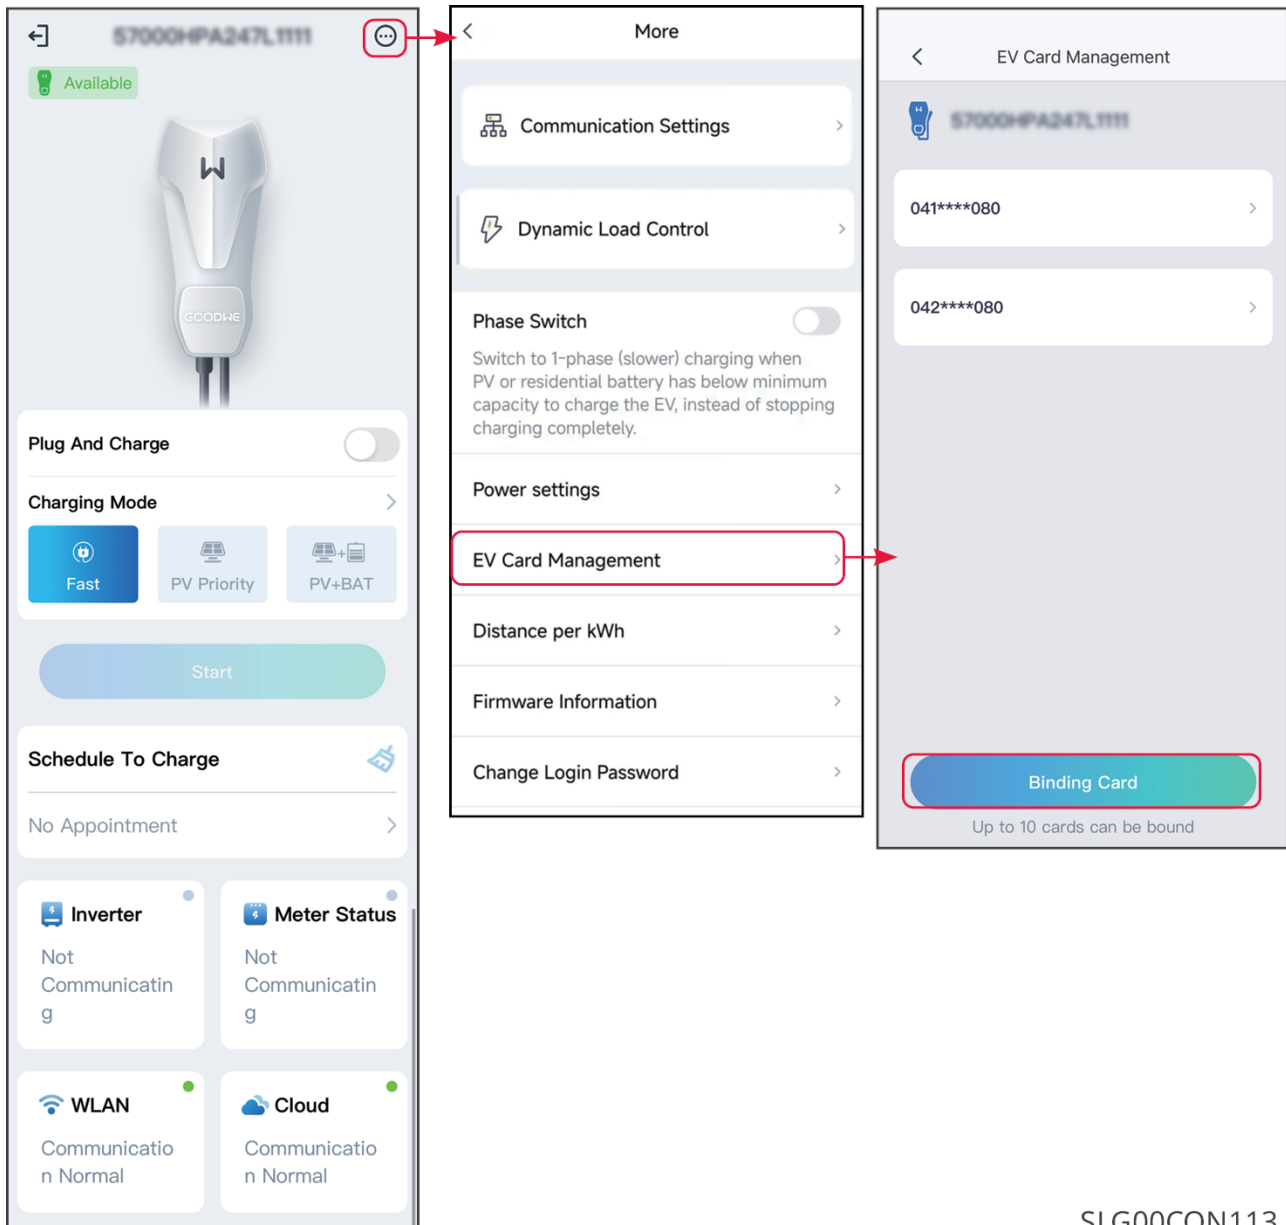 Available
GOODWE
Plug And Charge
Charging Mode
Fast
PV Priority
PV+BAT
Start
Schedule To Charge
No Appointment
Inverter
Not
Communicatin
g
Meter Status
Not
Communicatin
g
WLAN
Communicatio
n Normal
Cloud
Communicatio
n Normal
More
Communication Settings
Dynamic Load Control
Phase Switch
Switch to 1-phase (slower) charging when
PV or residential battery has below minimum
capacity to charge the EV, instead of stopping
charging completely.
Power settings
EV Card Management
Distance per kWh
Firmware Information
Change Login Password
EV Card Management
041****080
042****080
Binding Card
Up to 10 cards can be bound
SLG00CON113